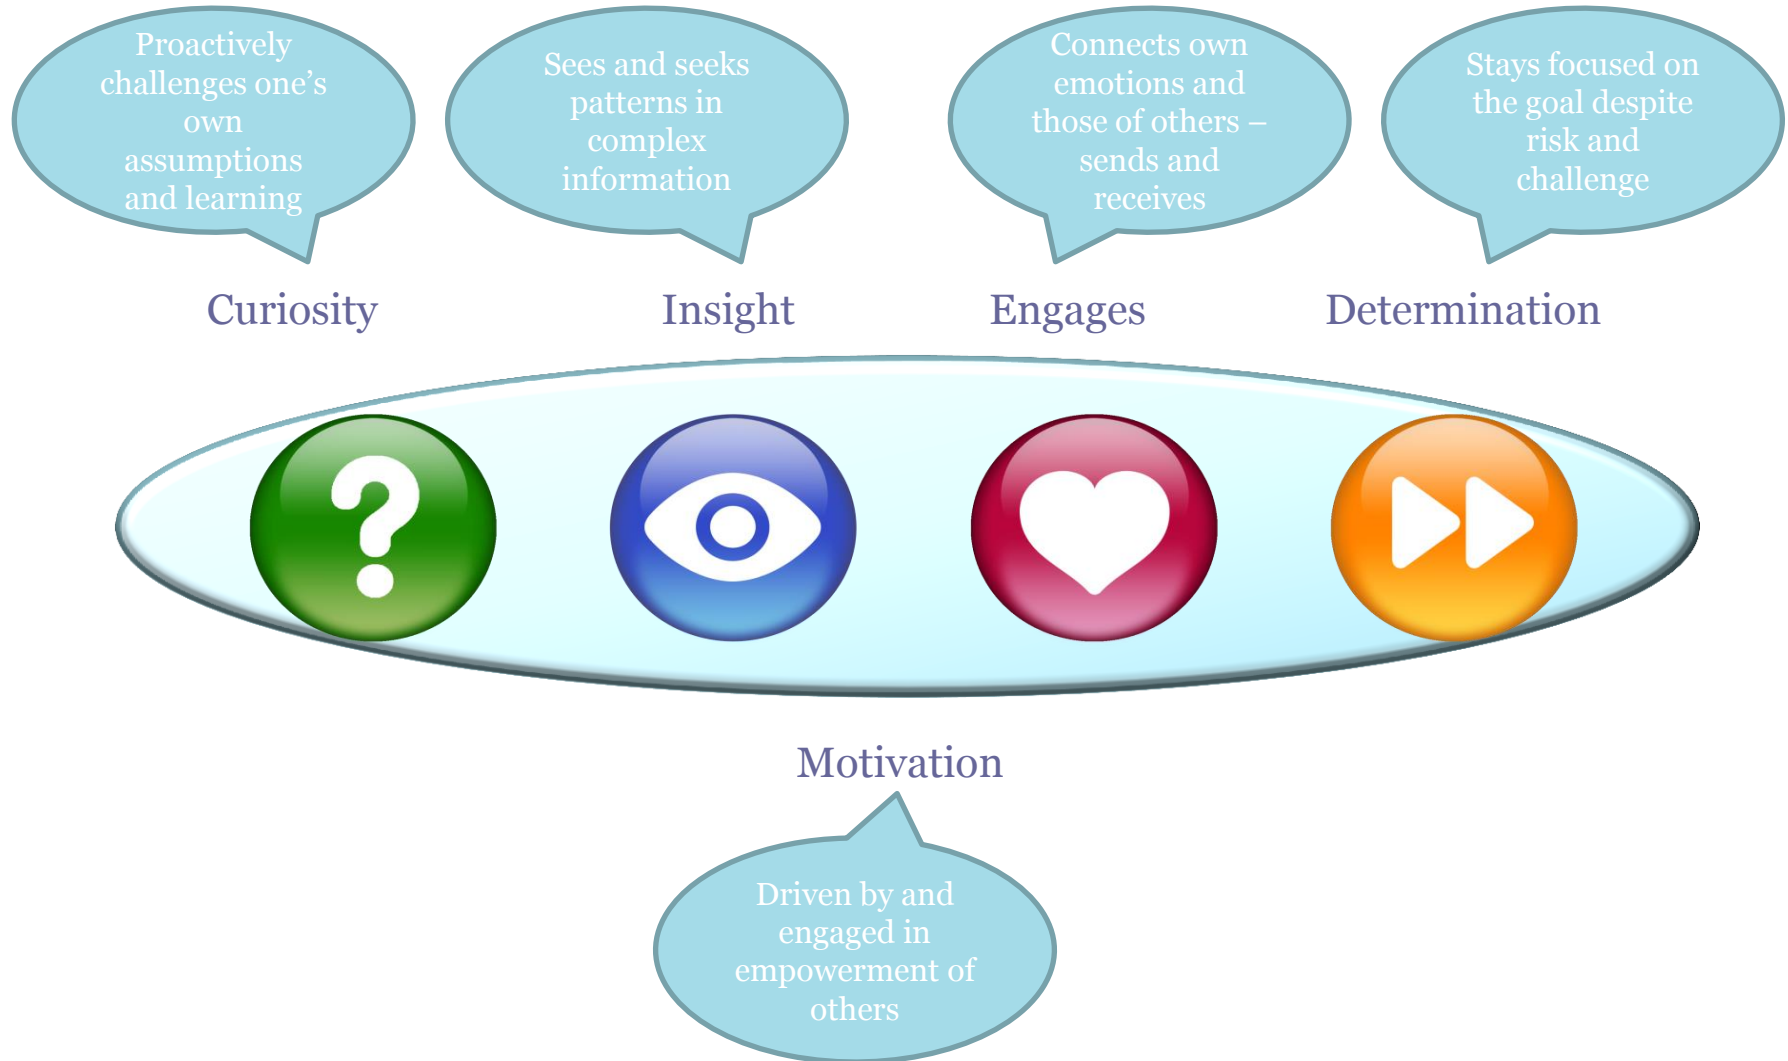 Proactively
challenges one’s
own
assumptions
and learning
Sees and seeks
patterns in
complex
information
Connects own
emotions and
those of others –
sends and
receives
Stays focused on
the goal despite
risk and
challenge
Curiosity
Insight
Engages
Determination
Motivation
Driven by and
engaged in
empowerment of
others